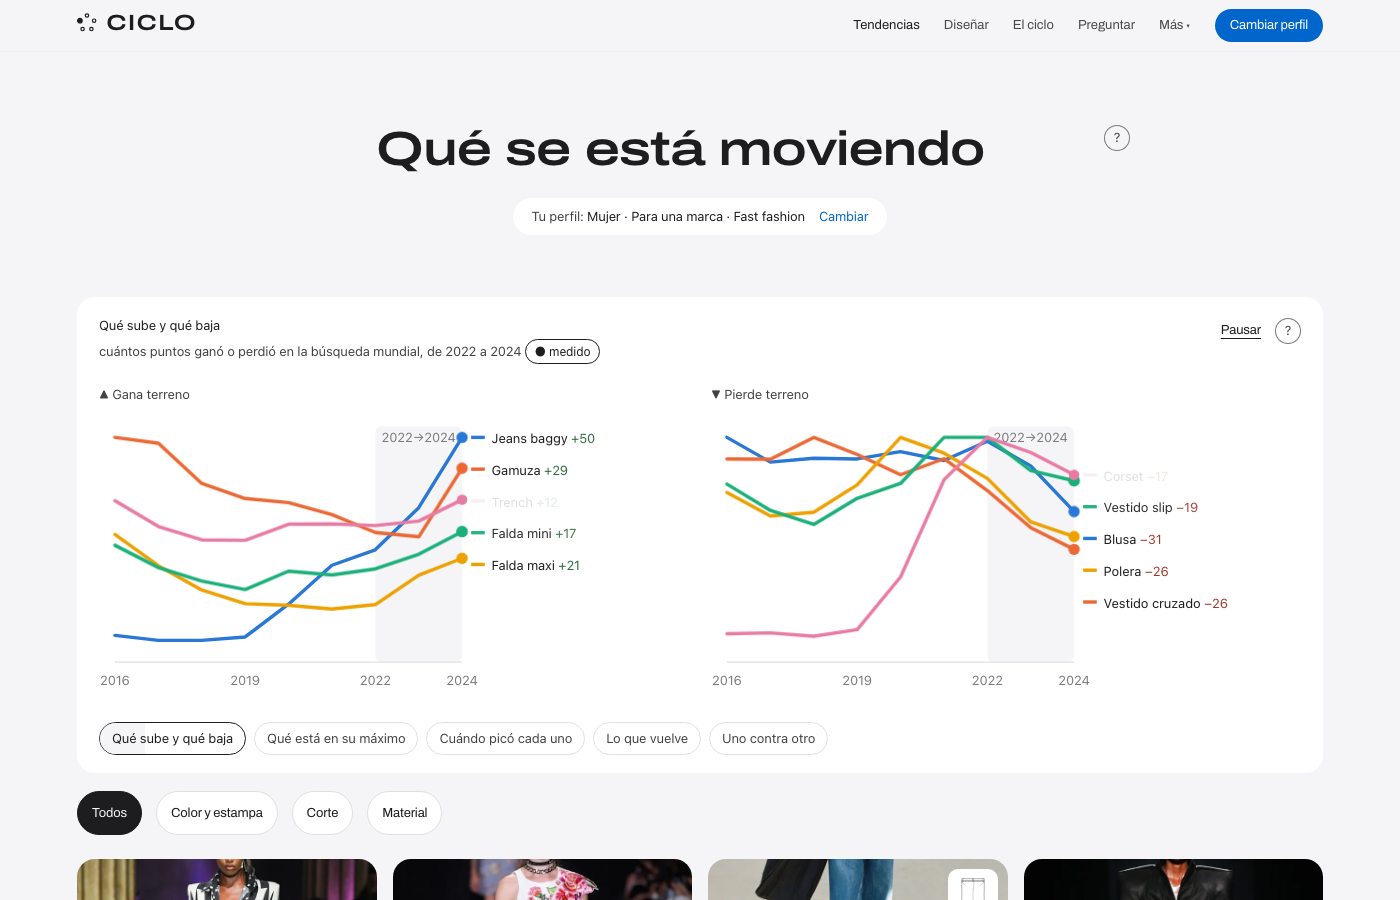 CICLO
Tendencias
Diseñar
El ciclo
Preguntar
Más
Cambiar perfil
Qué se está moviendo
?
Tu perfil: Mujer · Para una marca · Fast fashion Cambiar
Qué sube y qué baja
cuántos puntos ganó o perdió en la búsqueda mundial, de 2022 a 2024 ● medido
Pausar
?
▲ Gana terreno
2022→2024
Jeans baggy +50
Gamuza +29
Trench +12
Falda mini +17
Falda maxi +21
2016
2019
2022
2024
▼ Pierde terreno
2022→2024
Corset −17
Vestido slip −19
Blusa −31
Polera −26
Vestido cruzado −26
2016
2019
2022
2024
Qué sube y qué baja
Qué está en su máximo
Cuándo picó cada uno
Lo que vuelve
Uno contra otro
Todos
Color y estampa
Corte
Material